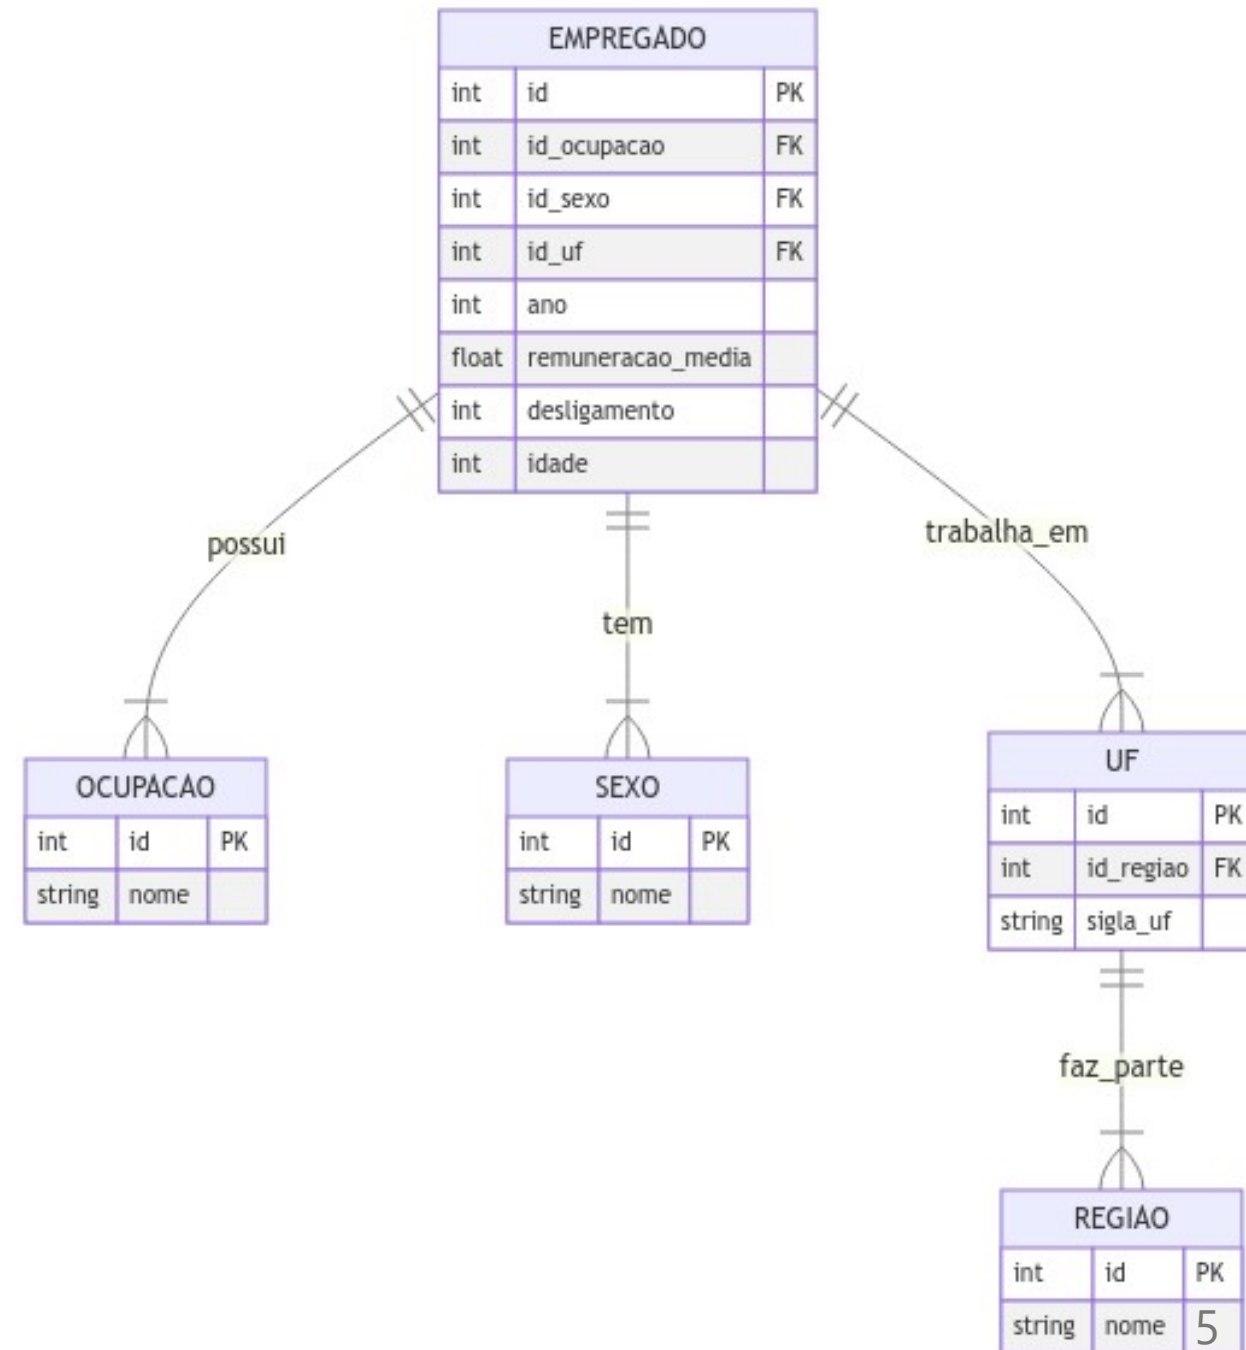 EMPREGADO
int id PK
int id_ocupacao FK
int id_sexo FK
int id_uf FK
int ano
float remuneracao_media
int desligamento
int idade
possui
tem
trabalha_em
OCUPACAO
int id PK
string nome
SEXO
int id PK
string nome
UF
int id PK
int id_regiao FK
string sigla_uf
faz_parte
REGIAO
int id PK
string nome
5